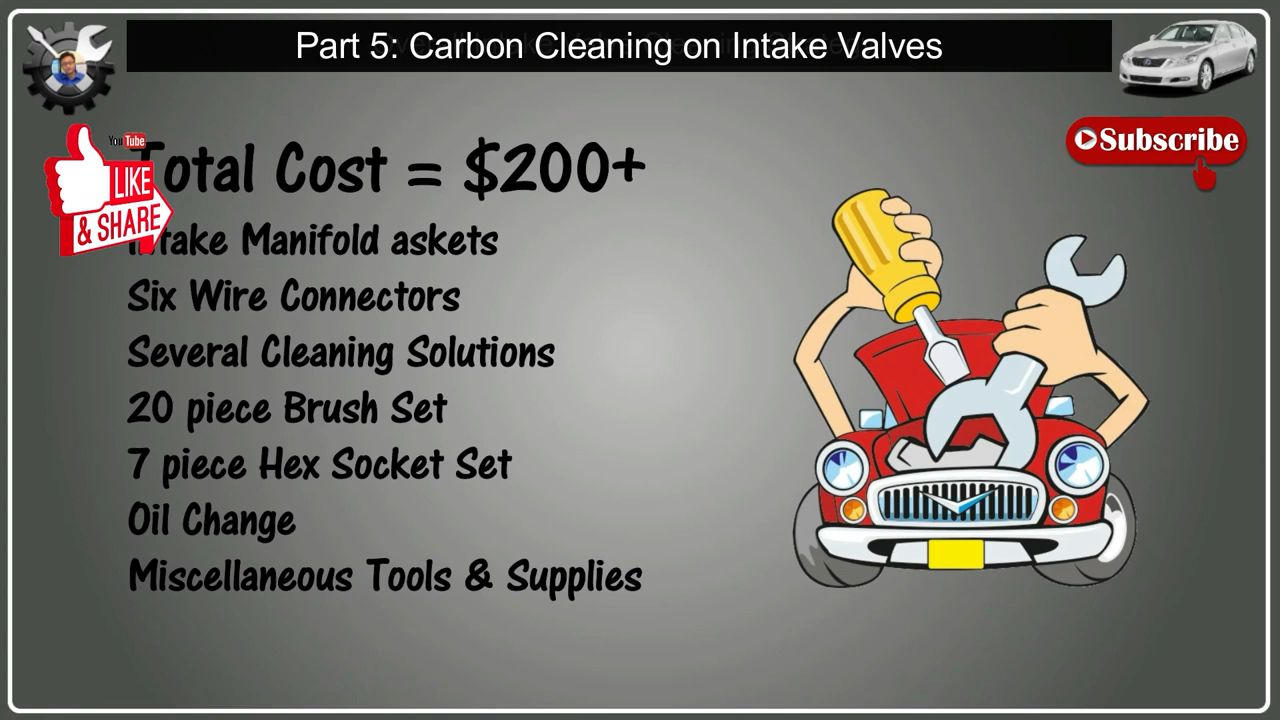 Part 5: Carbon Cleaning on Intake Valves
YouTube
LIKE
& SHARE
Subscribe
Total Cost = $200+
Intake Manifold askets
Six Wire Connectors
Several Cleaning Solutions
20 piece Brush Set
7 piece Hex Socket Set
Oil Change
Miscellaneous Tools & Supplies